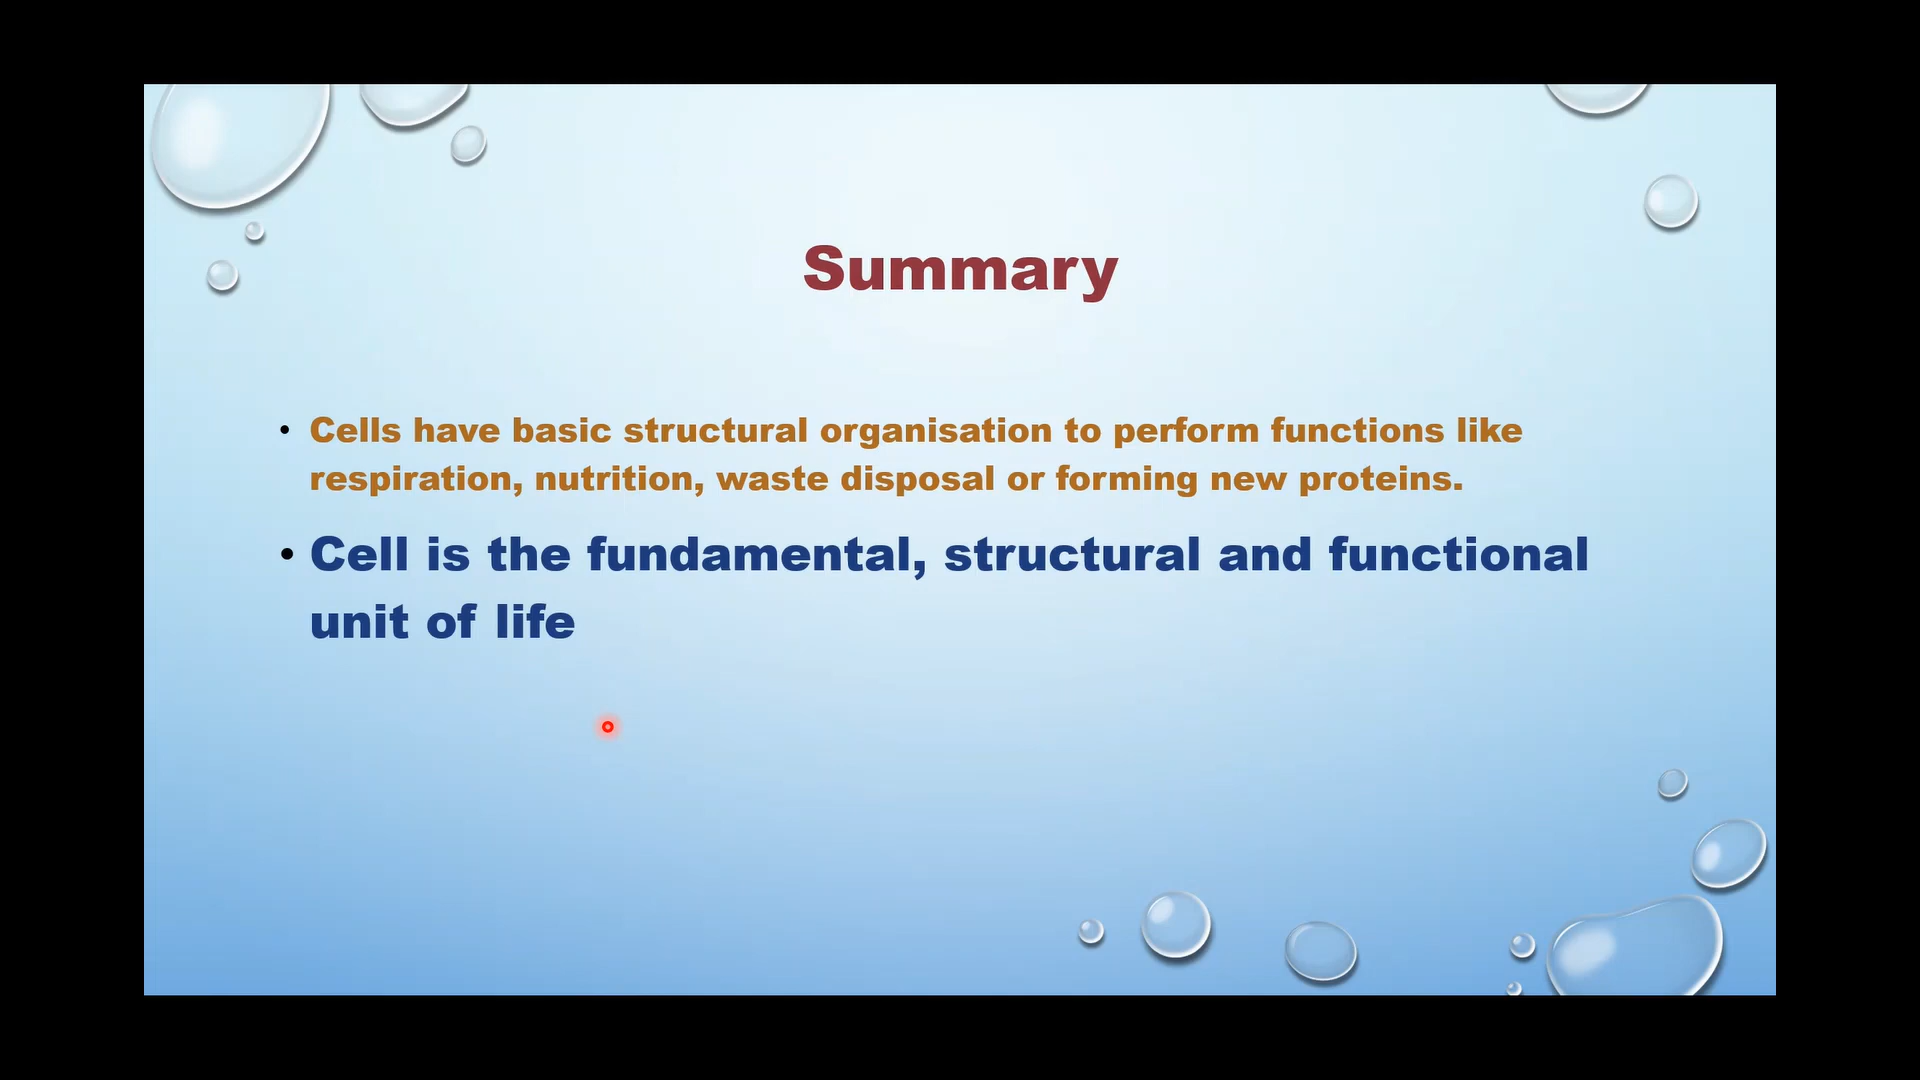 Summary
• Cells have basic structural organisation to perform functions like
respiration, nutrition, waste disposal or forming new proteins.
• Cell is the fundamental, structural and functional
unit of life